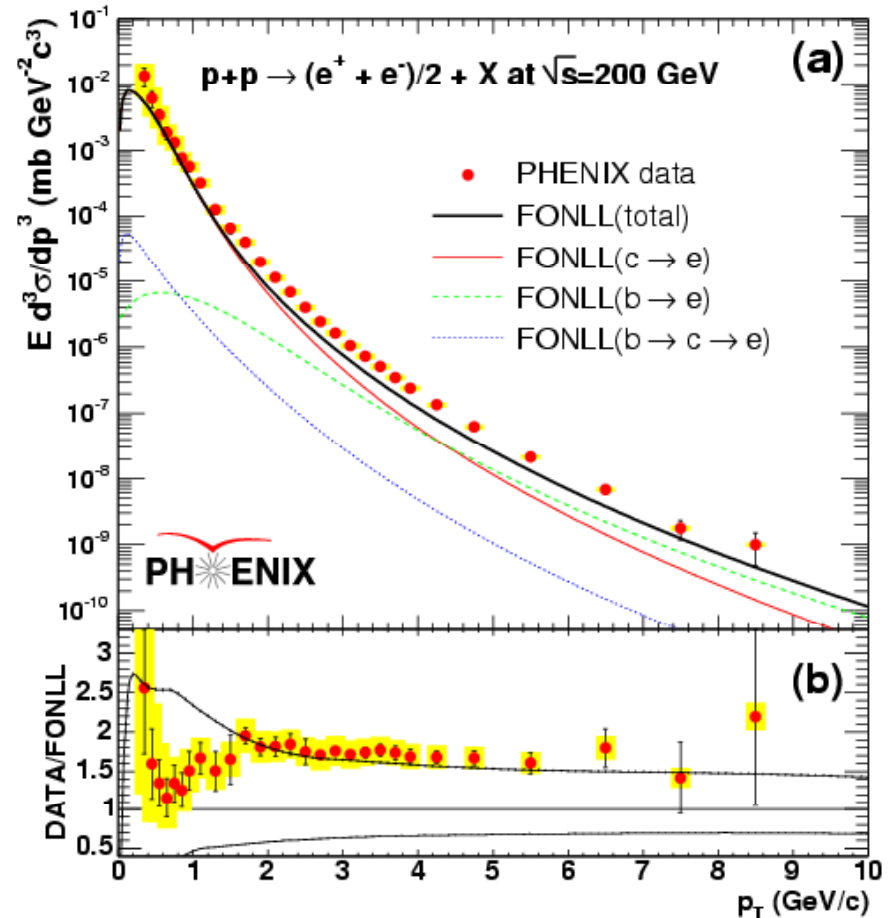 (a)
p+p → (e⁺ + e⁻)/2 + X at √s=200 GeV
PHENIX data
FONLL(total)
FONLL(c → e)
FONLL(b → e)
FONLL(b → c → e)
E d³σ/dp³ (mb GeV⁻²c³)
10⁻¹
10⁻²
10⁻³
10⁻⁴
10⁻⁵
10⁻⁶
10⁻⁷
10⁻⁸
10⁻⁹
10⁻¹⁰
PHENIX
(b)
DATA/FONLL
3
2.5
2
1.5
1
0.5
0 1 2 3 4 5 6 7 8 9 10
p_T (GeV/c)